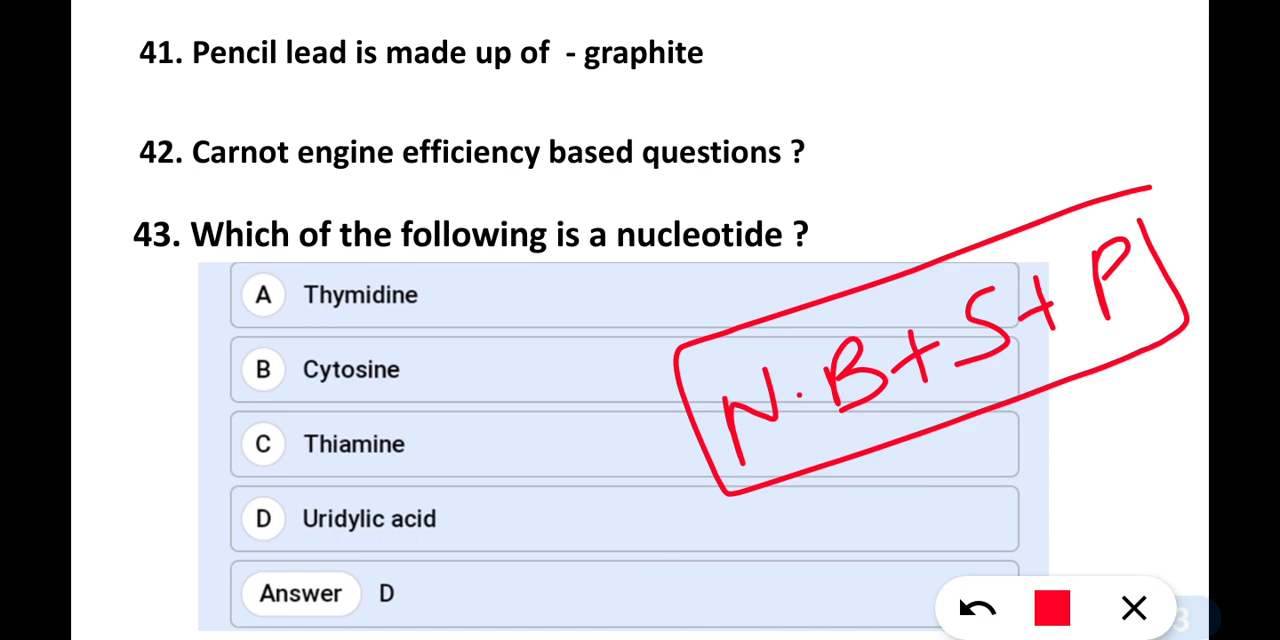 41. Pencil lead is made up of - graphite
42. Carnot engine efficiency based questions ?
43. Which of the following is a nucleotide ?
A Thymidine
B Cytosine
C Thiamine
D Uridylic acid
Answer D
N.B+S+P
3